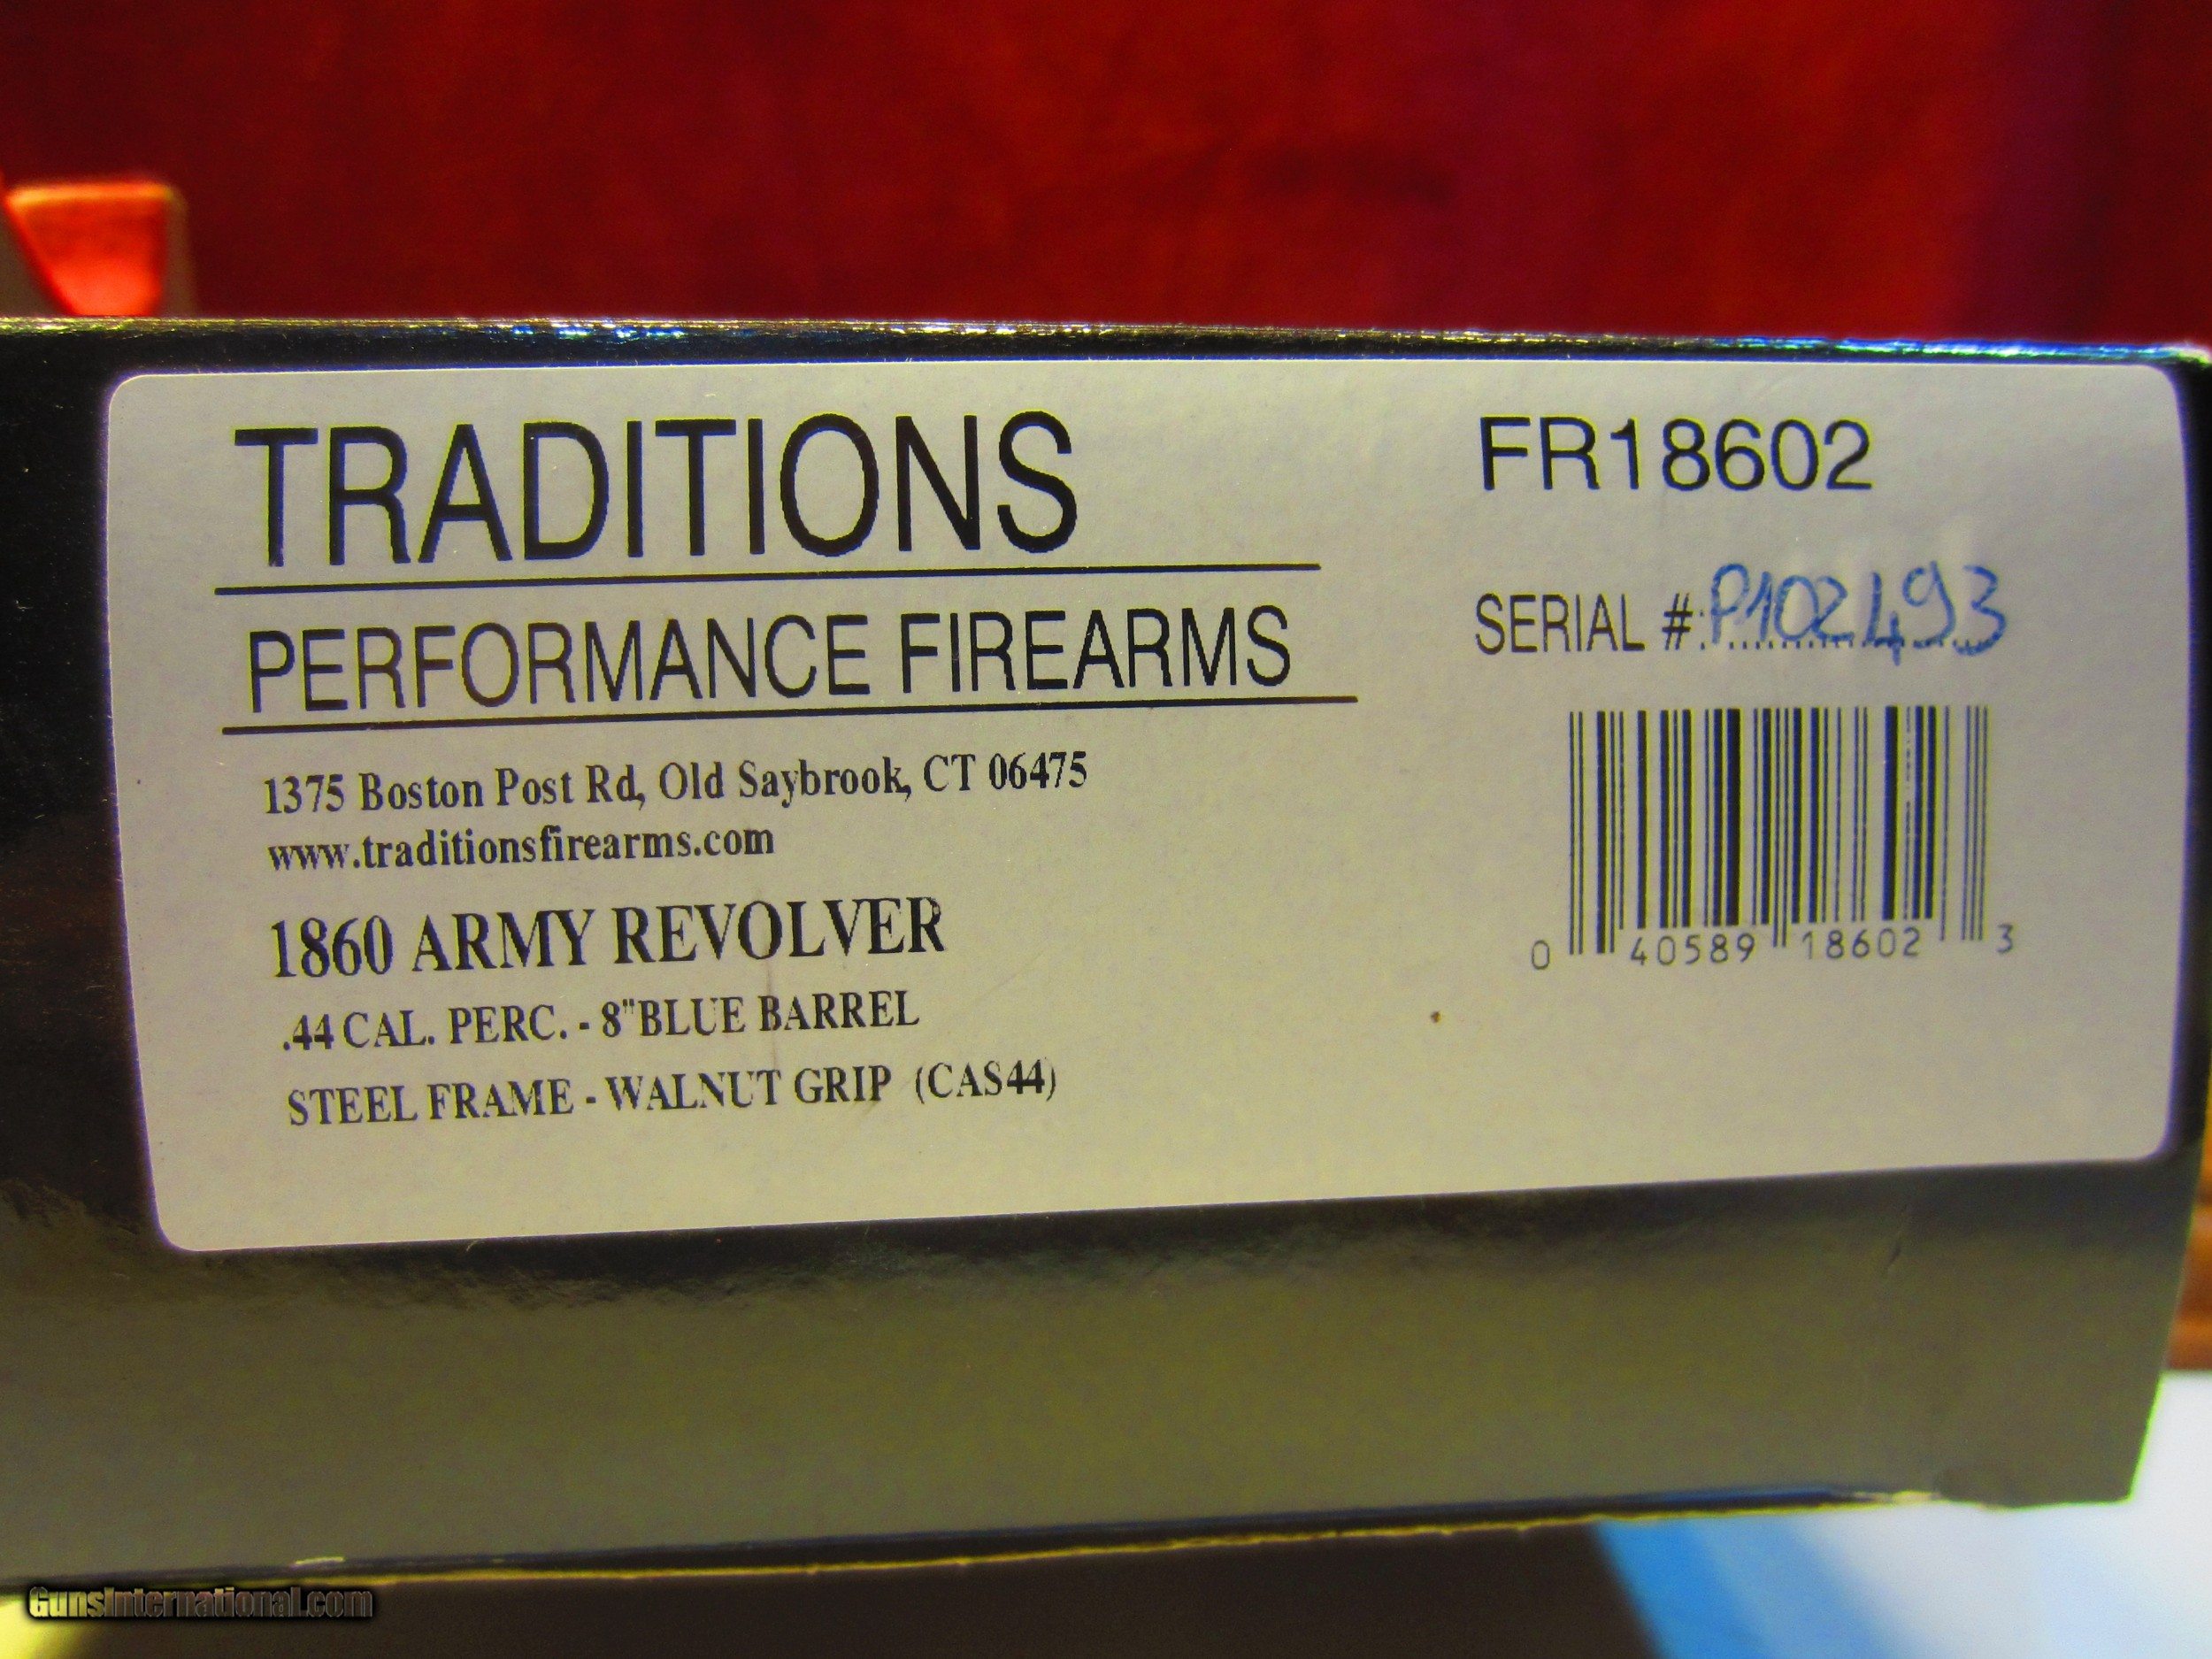 TRADITIONS
PERFORMANCE FIREARMS
1375 Boston Post Rd, Old Saybrook, CT 06475
www.traditionsfirearms.com
1860 ARMY REVOLVER
.44 CAL. PERC. - 8"BLUE BARREL
STEEL FRAME - WALNUT GRIP (CAS44)
FR18602
SERIAL #: P102493
0 40589 18602 3
GunsInternational.com